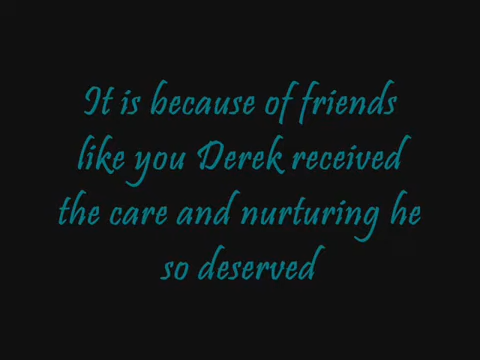 It is because of friends
like you Derek received
the care and nurturing he
so deserved